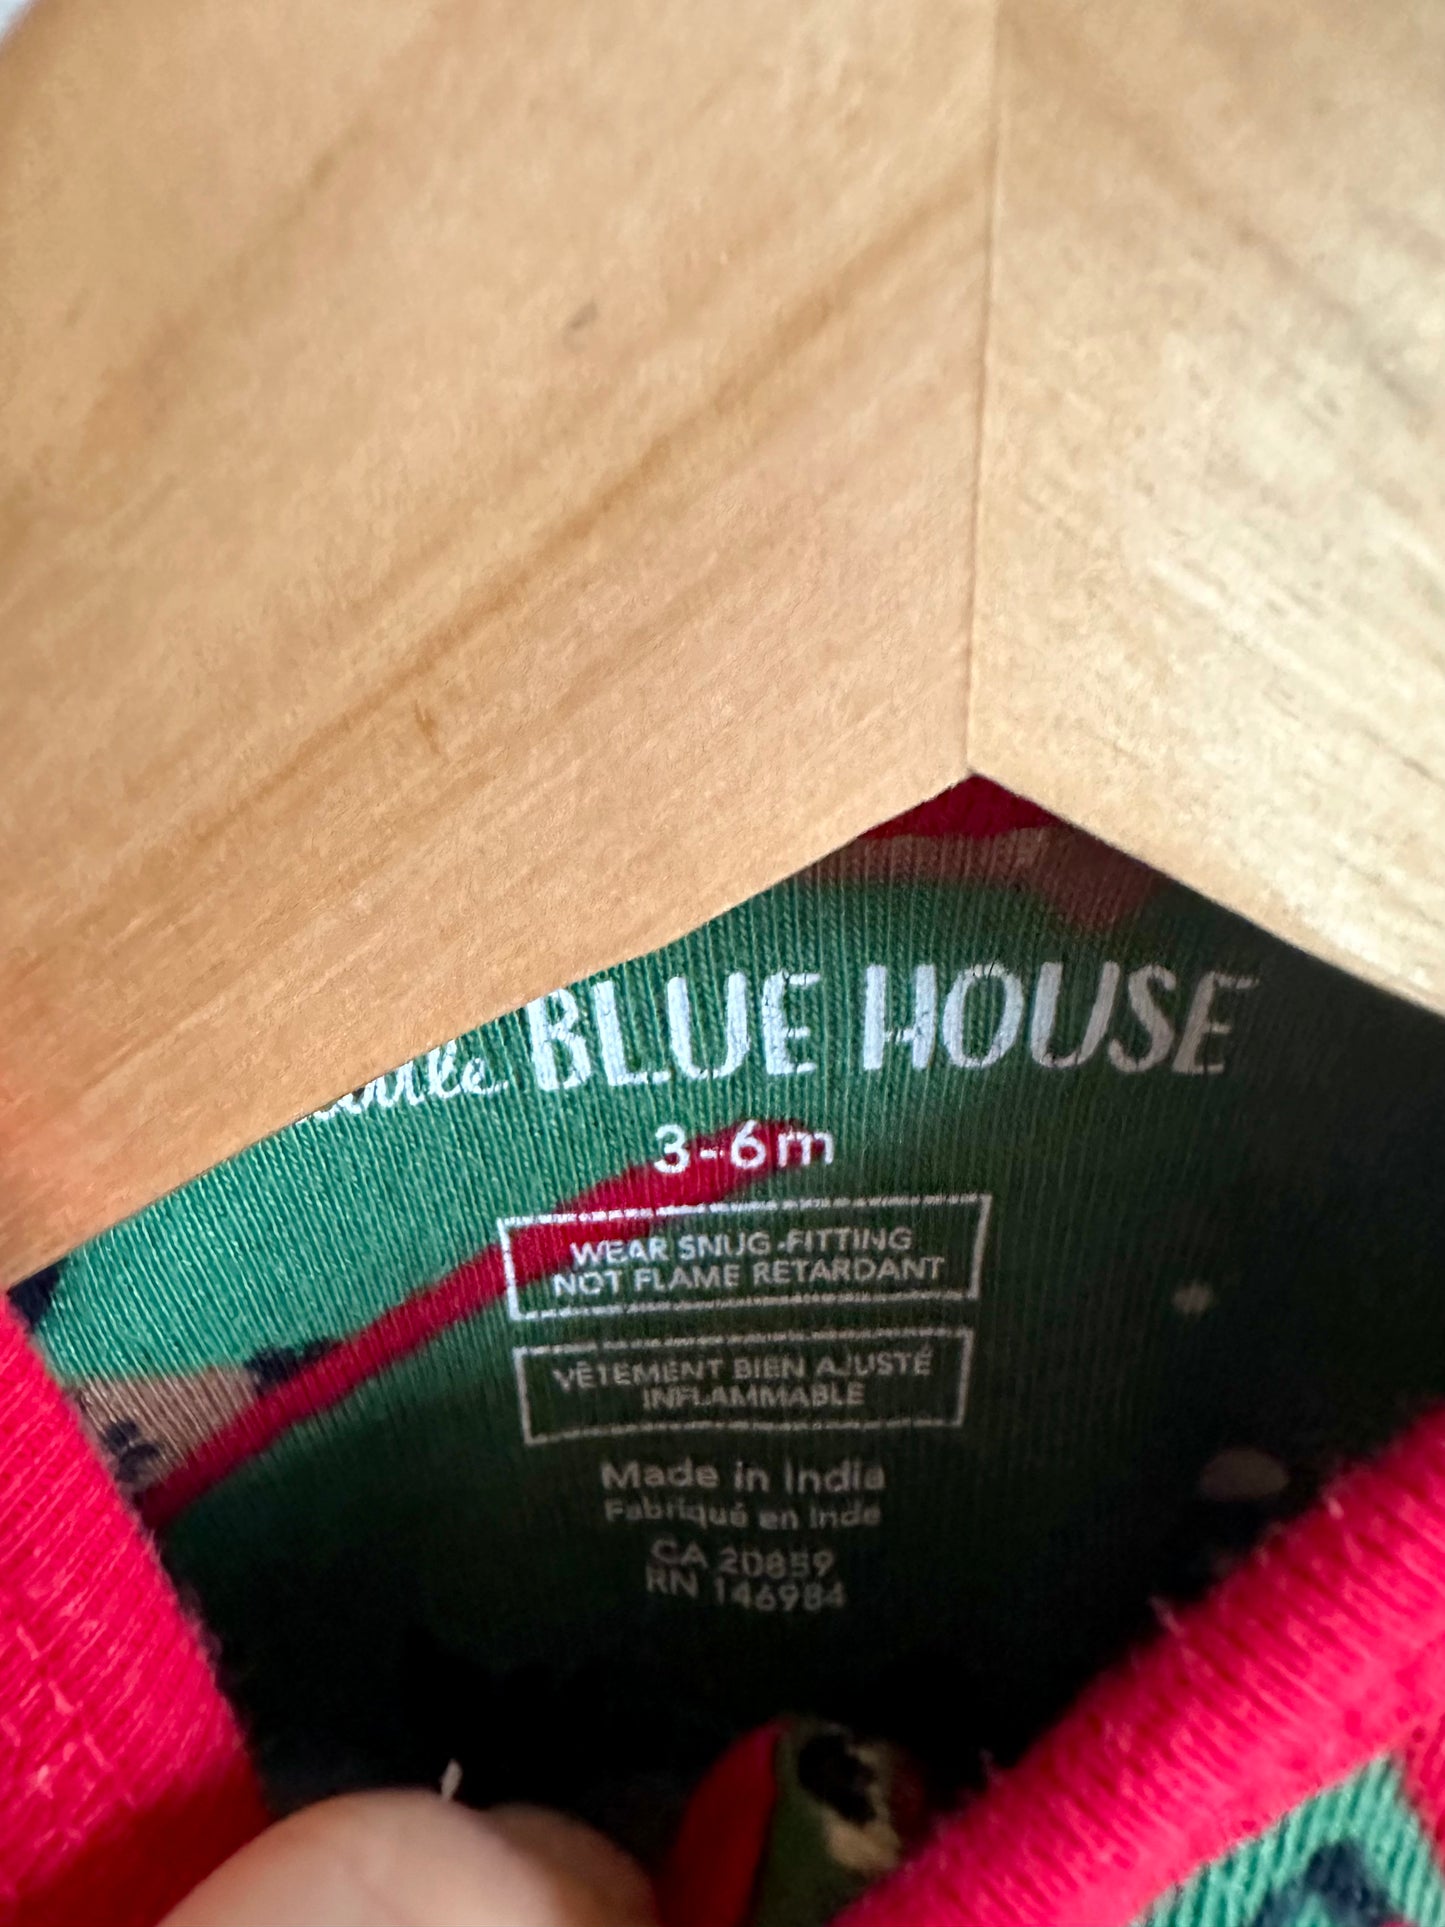 little BLUE HOUSE
3-6m
WEAR SNUG-FITTING
NOT FLAME RETARDANT
VÊTEMENT BIEN AJUSTÉ
INFLAMMABLE
Made in India
Fabriqué en Inde
CA 20859
RN 146984